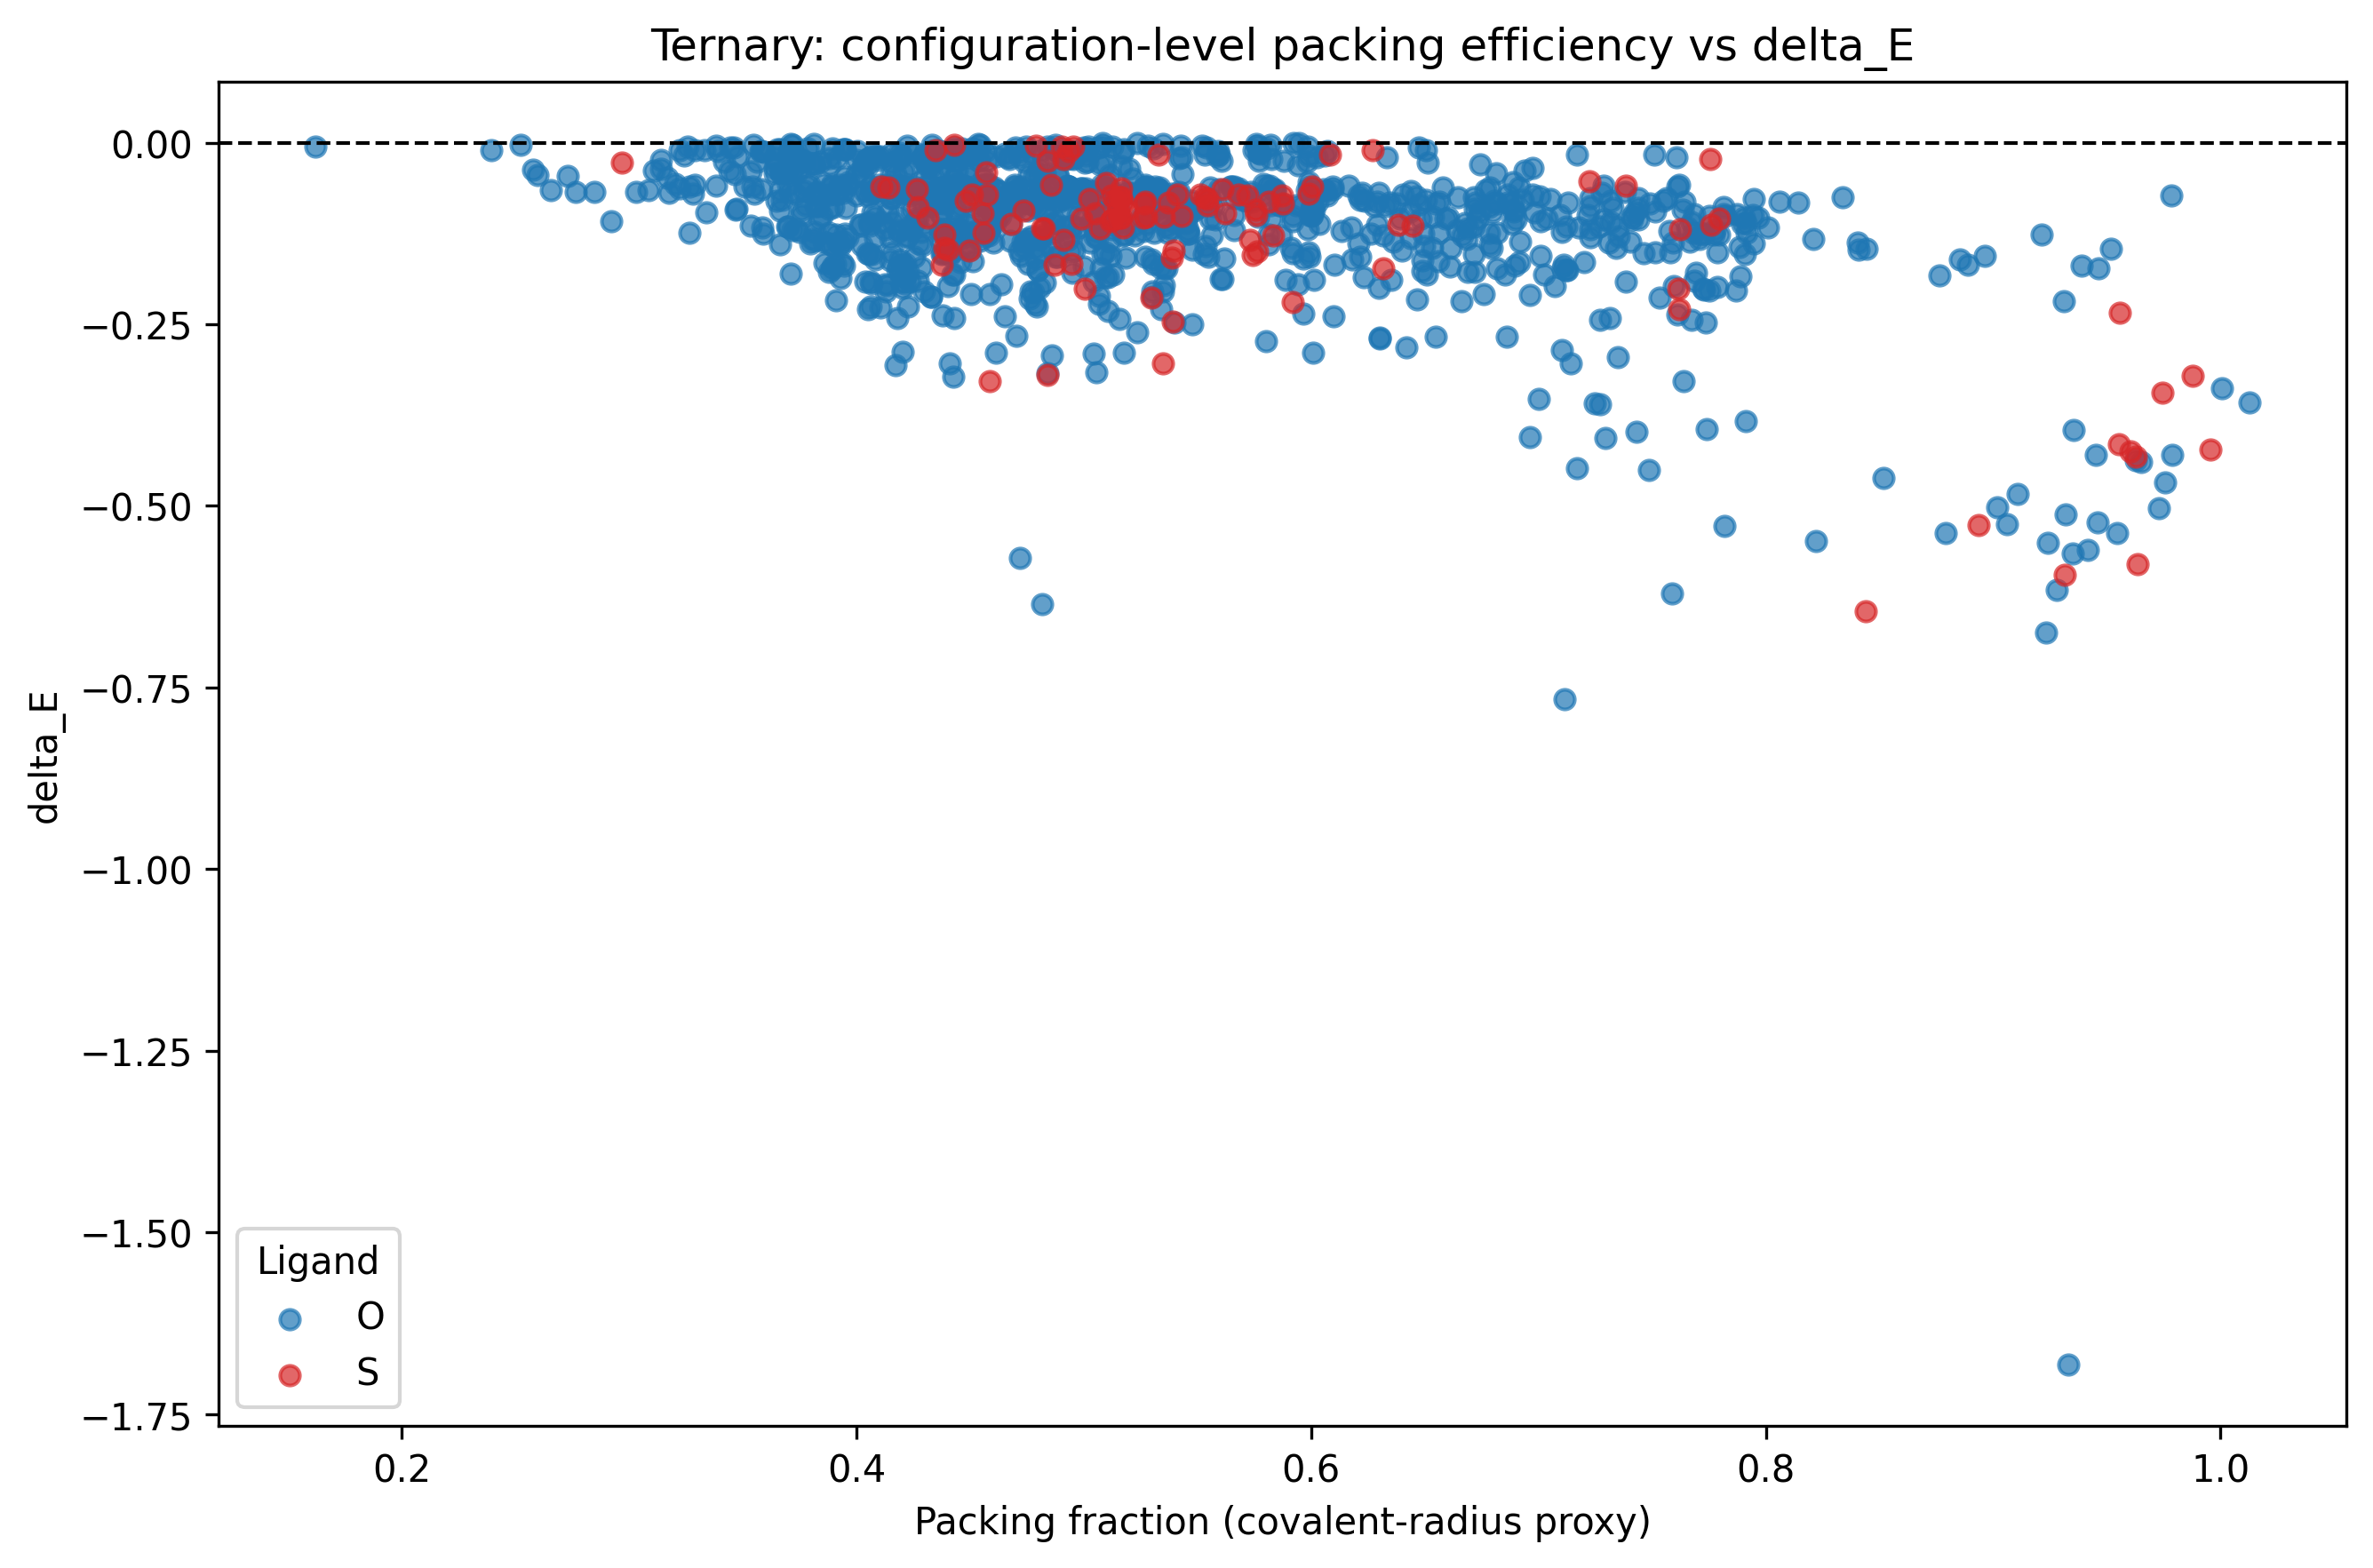 Ternary: configuration-level packing efficiency vs delta_E
0.00
−0.25
−0.50
−0.75
−1.00
−1.25
−1.50
−1.75
delta_E
Ligand
O
S
0.2
0.4
0.6
0.8
1.0
Packing fraction (covalent-radius proxy)